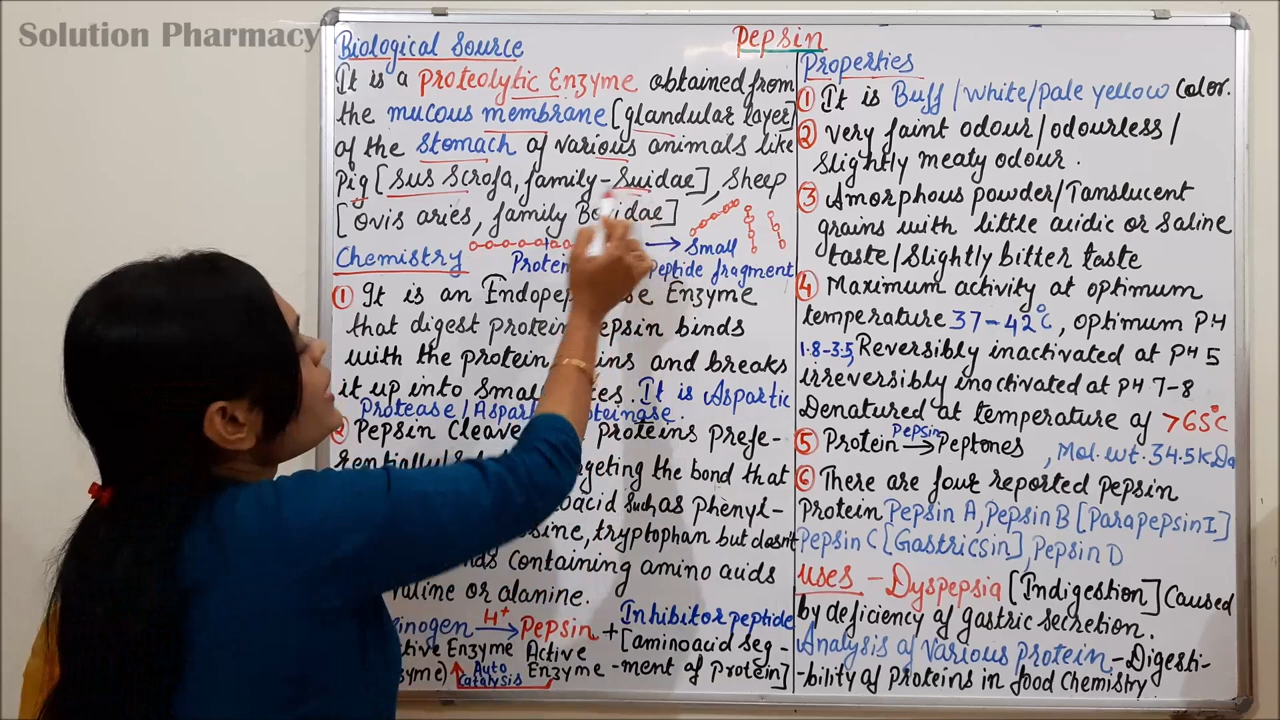 Solution Pharmacy
Pepsin
Biological Source
It is a Proteolytic Enzyme obtained from
the mucous membrane [glandular layer]
of the stomach of various animals like
Pig [Sus Scrofa, family-Suidae], Sheep
[Ovis aries, family Bovidae]
Chemistry
→ Small
Peptide fragment
① It is an Enzyme
that digest protein pepsin binds
with the protein and breaks
it up into It is Aspartic
Protease/
② Pepsin Cleave proteins prefe-
the bond that
such as phenyl-
tryptophan but doesn't
containing amino acids
valine or alanine.
H⁺ → Pepsin + Inhibitor peptide
Enzyme Active [aminoacid seg-
Auto Enzyme -ment of protein]
Catalysis
Properties
① It is Buff/white/pale yellow color.
② very faint odour/odourless/
slightly meaty odour.
③ Amorphous powder/Tanslucent
grains with little acidic or saline
taste/slightly bitter taste
④ Maximum activity at optimum
temperature 37-42°C, optimum PH
1.8-3.5, Reversibly inactivated at PH 5
irreversibly inactivated at PH 7-8
Denatured at temperature of >65°C
⑤ Protein Pepsin → Peptones, Mol. wt. 34.5 KDa
⑥ There are four reported pepsin
Protein Pepsin A, Pepsin B [Parapepsin I]
Pepsin C [Gastricsin], Pepsin D
uses - Dyspepsia [Indigestion] Caused
by deficiency of gastric secretion.
Analysis of various protein - Digesti-
-bility of Proteins in food Chemistry